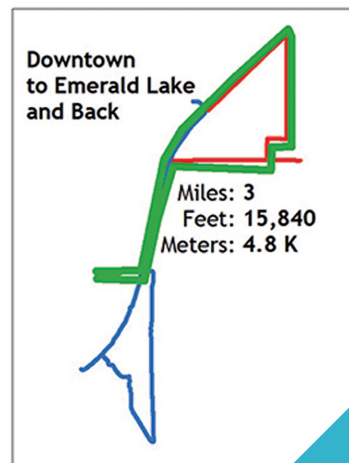 Downtown
to Emerald Lake
and Back
Miles: 3
Feet: 15,840
Meters: 4.8 K